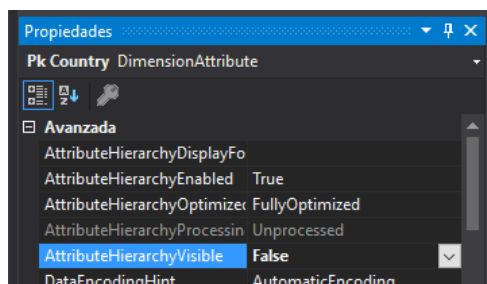 Propiedades
Pk Country DimensionAttribute
Avanzada
AttributeHierarchyDisplayFo
AttributeHierarchyEnabled True
AttributeHierarchyOptimizec FullyOptimized
AttributeHierarchyProcessin Unprocessed
AttributeHierarchyVisible False
DataEncodingHint AutomaticEncoding